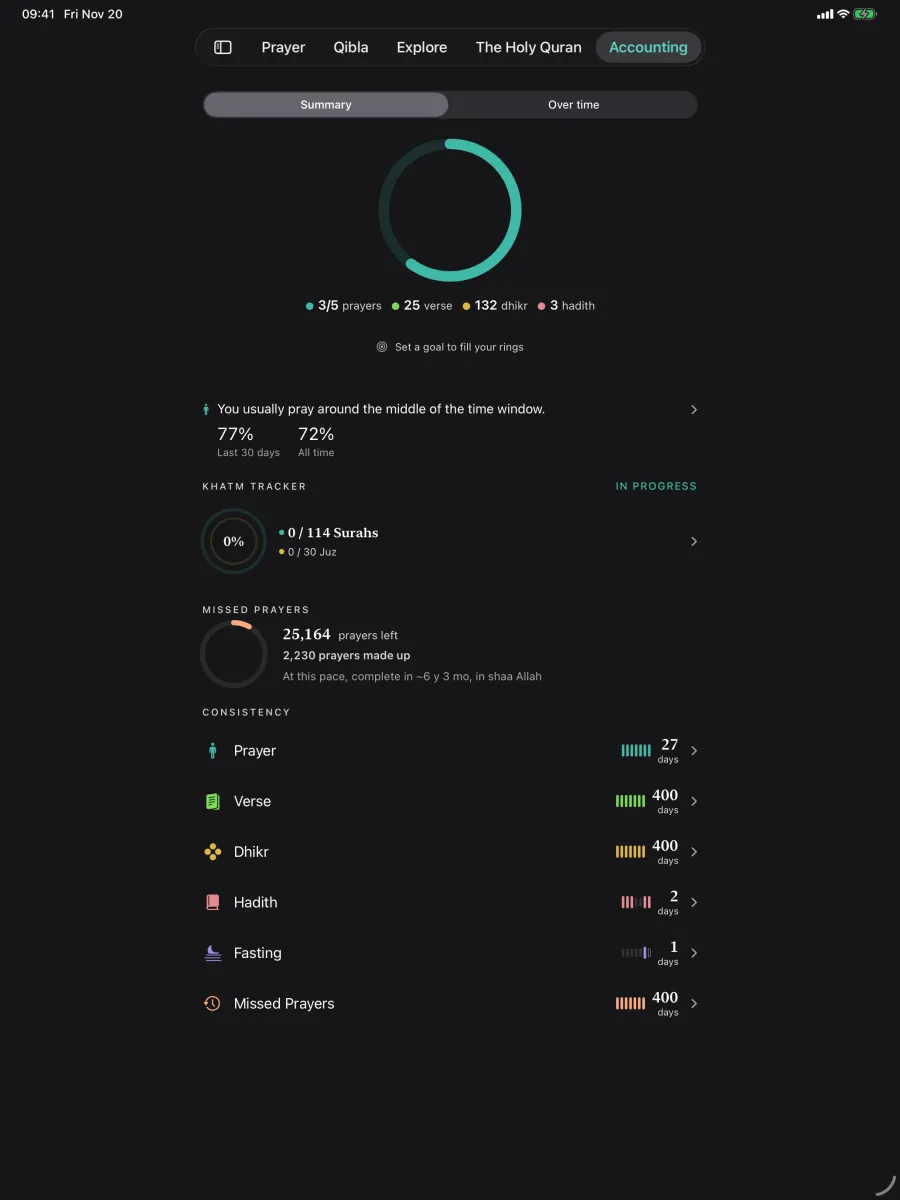 09:41 Fri Nov 20
Prayer Qibla Explore The Holy Quran Accounting
Summary Over time
3/5 prayers 25 verse 132 dhikr 3 hadith
Set a goal to fill your rings
You usually pray around the middle of the time window.
77% 72%
Last 30 days All time
KHATM TRACKER IN PROGRESS
0% 0 / 114 Surahs
0 / 30 Juz
MISSED PRAYERS
25,164 prayers left
2,230 prayers made up
At this pace, complete in ~6 y 3 mo, in shaa Allah
CONSISTENCY
Prayer 27
days
Verse 400
days
Dhikr 400
days
Hadith 2
days
Fasting 1
days
Missed Prayers 400
days